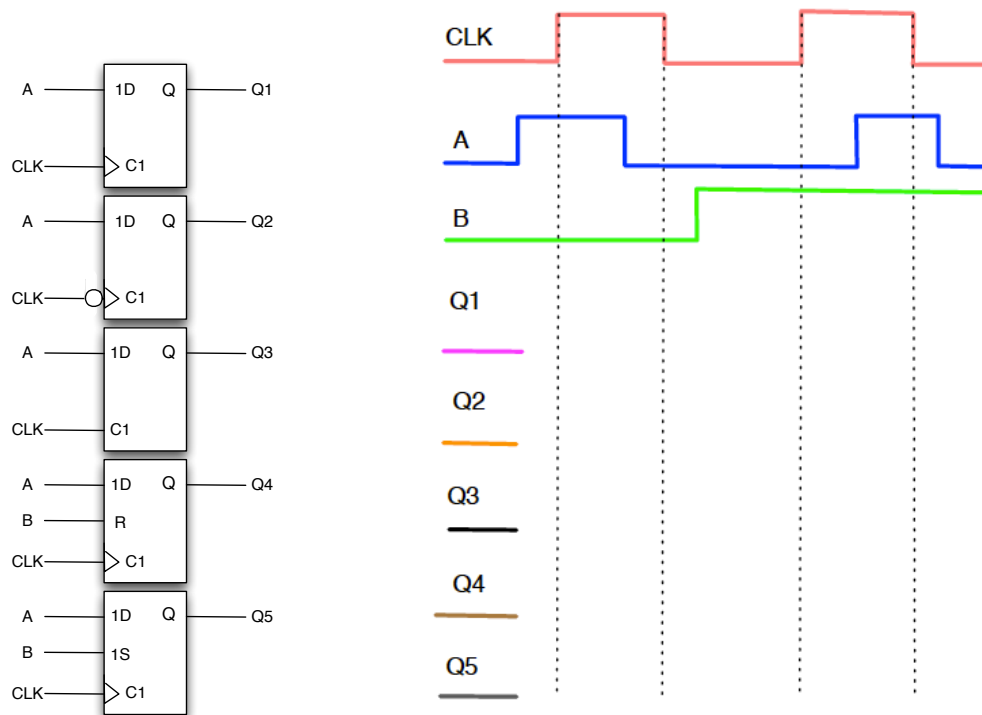 A 1D Q Q1
CLK C1
A 1D Q Q2
CLK C1
A 1D Q Q3
CLK C1
A 1D Q Q4
B R
CLK C1
A 1D Q Q5
B 1S
CLK C1
CLK
A
B
Q1
Q2
Q3
Q4
Q5